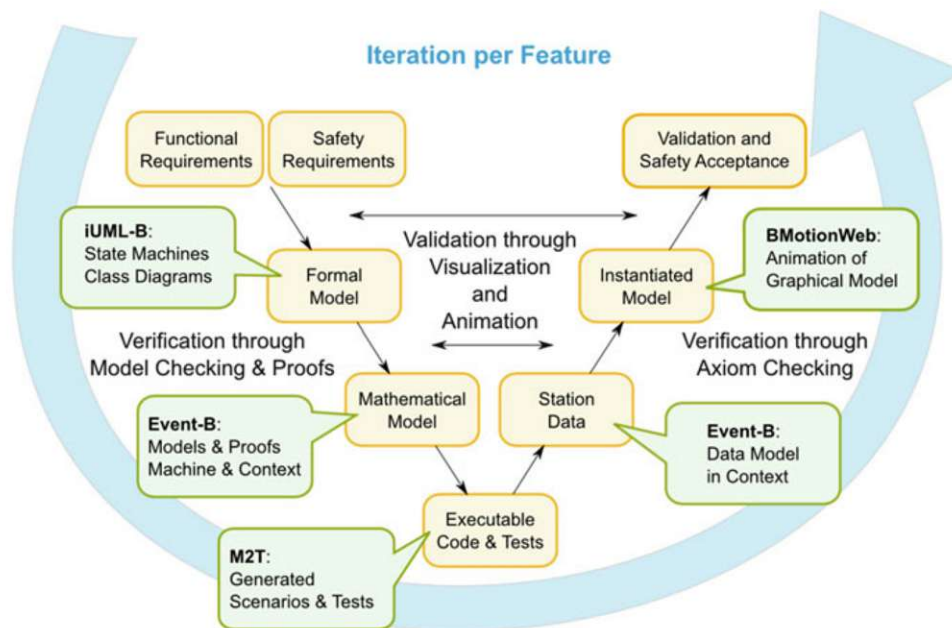 Iteration per Feature
Functional
Requirements
Safety
Requirements
Validation and
Safety Acceptance
iUML-B:
State Machines
Class Diagrams
Formal
Model
Validation through
Visualization
and
Animation
Instantiated
Model
BMotionWeb:
Animation of
Graphical Model
Verification through
Model Checking & Proofs
Verification through
Axiom Checking
Mathematical
Model
Station
Data
Event-B:
Models & Proofs
Machine & Context
Event-B:
Data Model
in Context
Executable
Code & Tests
M2T:
Generated
Scenarios & Tests